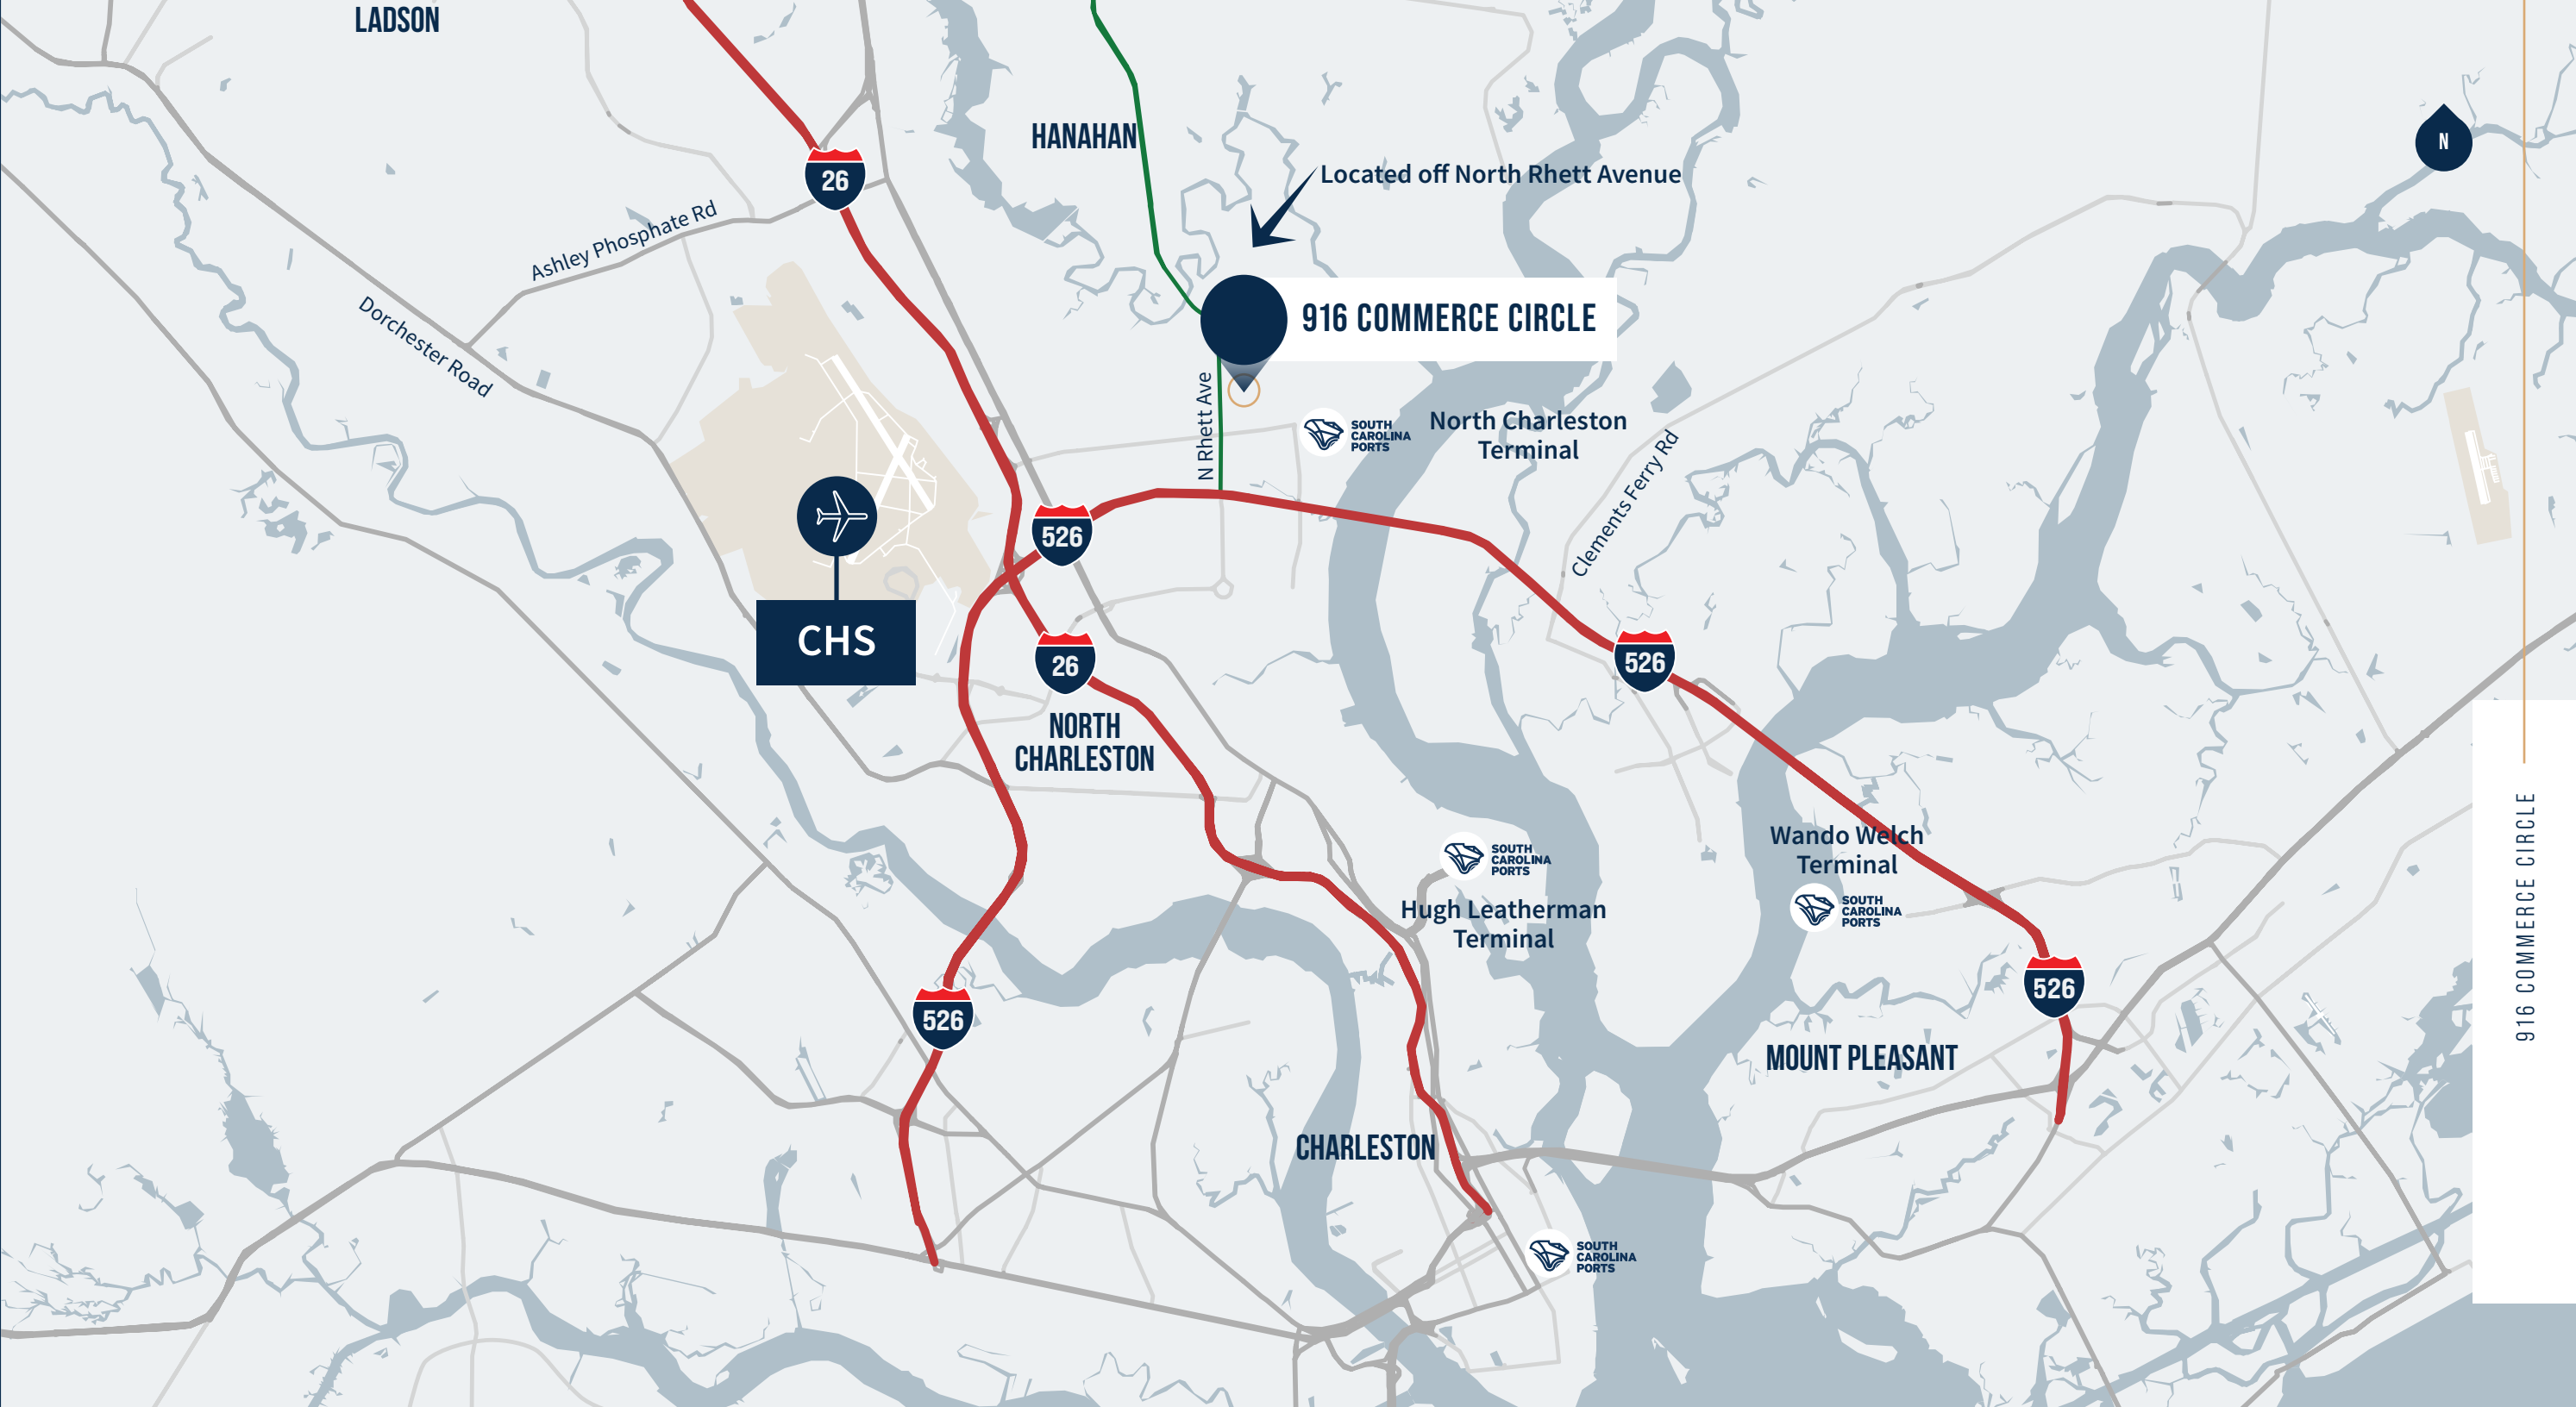 LADSON
HANAHAN
N
26
Located off North Rhett Avenue
Ashley Phosphate Rd
916 COMMERCE CIRCLE
Dorchester Road
N Rhett Ave
SOUTH
CAROLINA
PORTS
North Charleston
Terminal
Clements Ferry Rd
526
CHS
26
526
NORTH
CHARLESTON
916 COMMERCE CIRCLE
Wando Welch
Terminal
SOUTH
CAROLINA
PORTS
SOUTH
CAROLINA
PORTS
Hugh Leatherman
Terminal
526
526
MOUNT PLEASANT
CHARLESTON
SOUTH
CAROLINA
PORTS